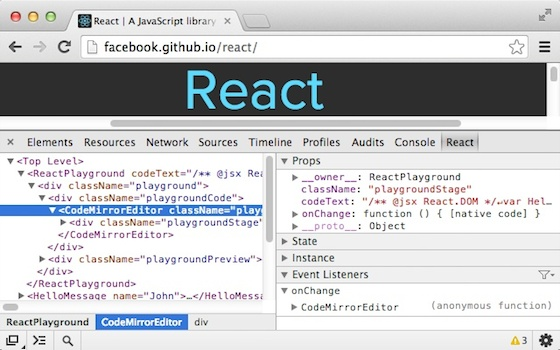 React | A JavaScript library
facebook.github.io/react/
React
Elements Resources Network Sources Timeline Profiles Audits Console React
<Top Level>
<ReactPlayground codeText="/** @jsx Rea
<div className="playground">
<div className="playgroundCode">
<CodeMirrorEditor className="play
<div className="playgroundStage"
</CodeMirrorEditor>
</div>
<div className="playgroundPreview">
</div>
</ReactPlayground>
<HelloMessage name="John">…</HelloMessage
ReactPlayground CodeMirrorEditor div
Props
__owner__: ReactPlayground
className: "playgroundStage"
codeText: "/** @jsx React.DOM */↵var Hel…
onChange: function () { [native code] }
__proto__: Object
State
Instance
Event Listeners
onChange
CodeMirrorEditor (anonymous function)
3